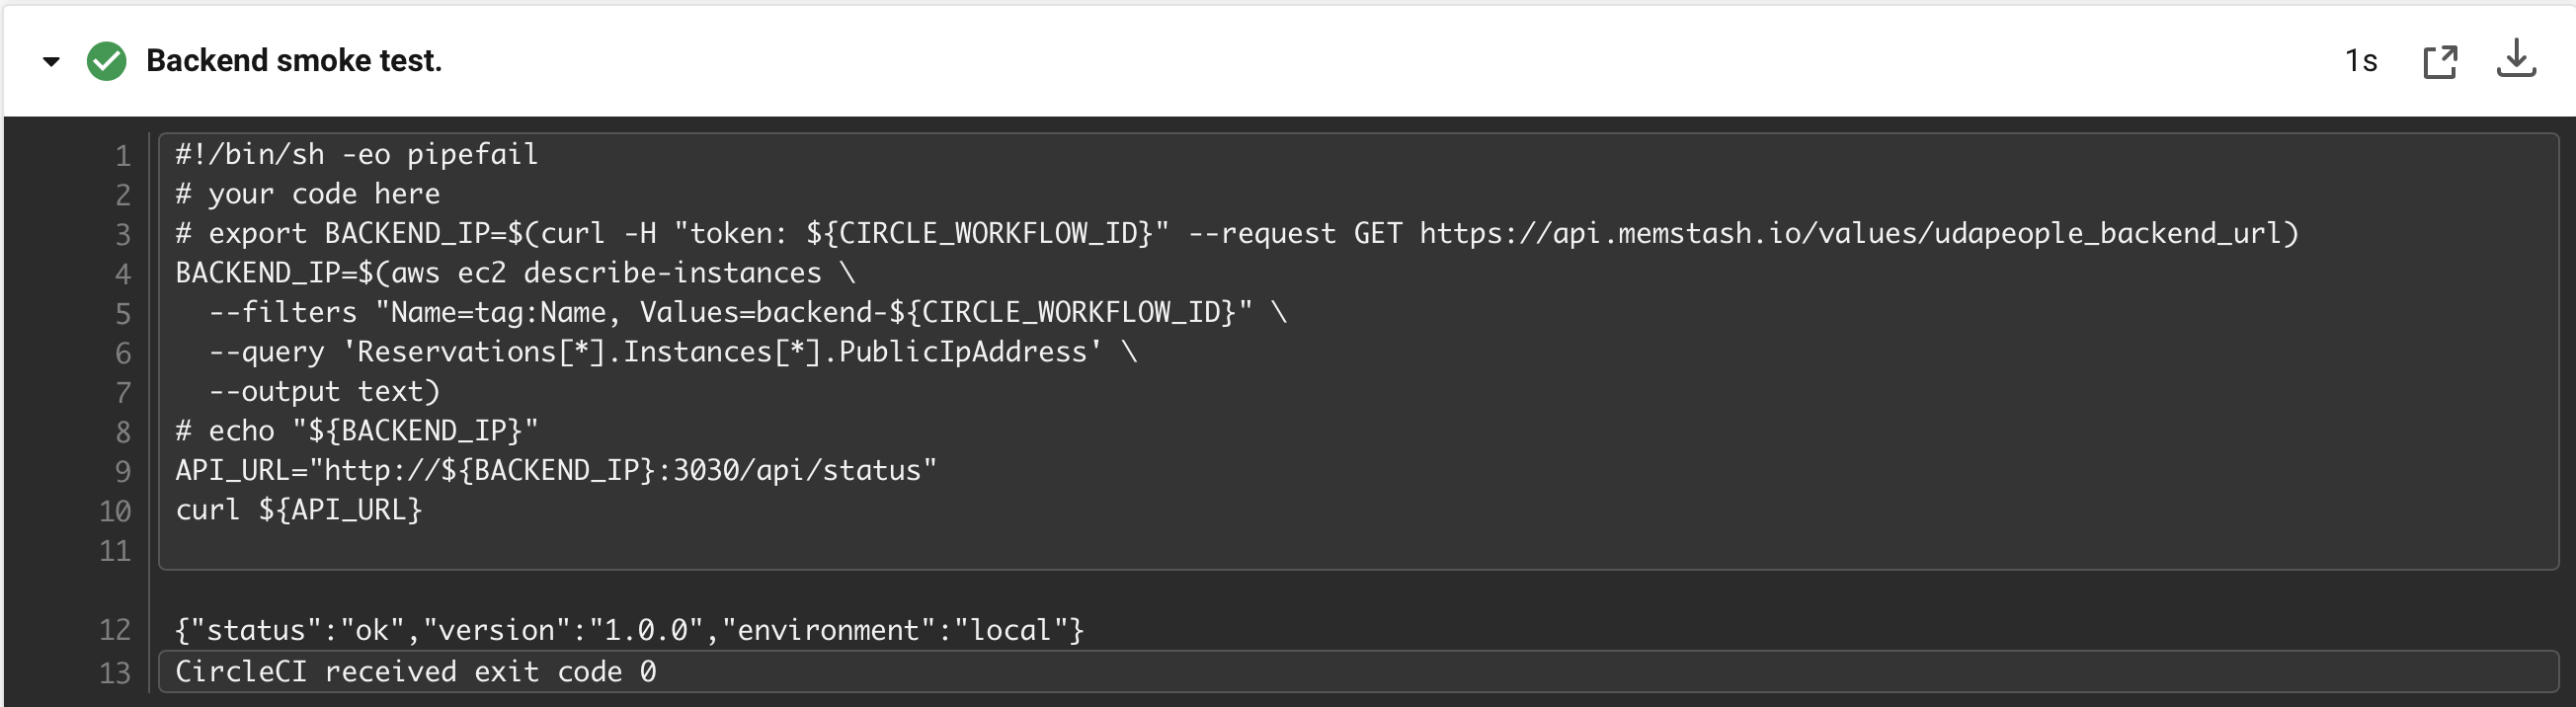 Backend smoke test.
1s
1 #!/bin/sh -eo pipefail
2 # your code here
3 # export BACKEND_IP=$(curl -H "token: ${CIRCLE_WORKFLOW_ID}" --request GET https://api.memstash.io/values/udapeople_backend_url)
4 BACKEND_IP=$(aws ec2 describe-instances \
5   --filters "Name=tag:Name, Values=backend-${CIRCLE_WORKFLOW_ID}" \
6   --query 'Reservations[*].Instances[*].PublicIpAddress' \
7   --output text)
8 # echo "${BACKEND_IP}"
9 API_URL="http://${BACKEND_IP}:3030/api/status"
10 curl ${API_URL}
11
12 {"status":"ok","version":"1.0.0","environment":"local"}
13 CircleCI received exit code 0